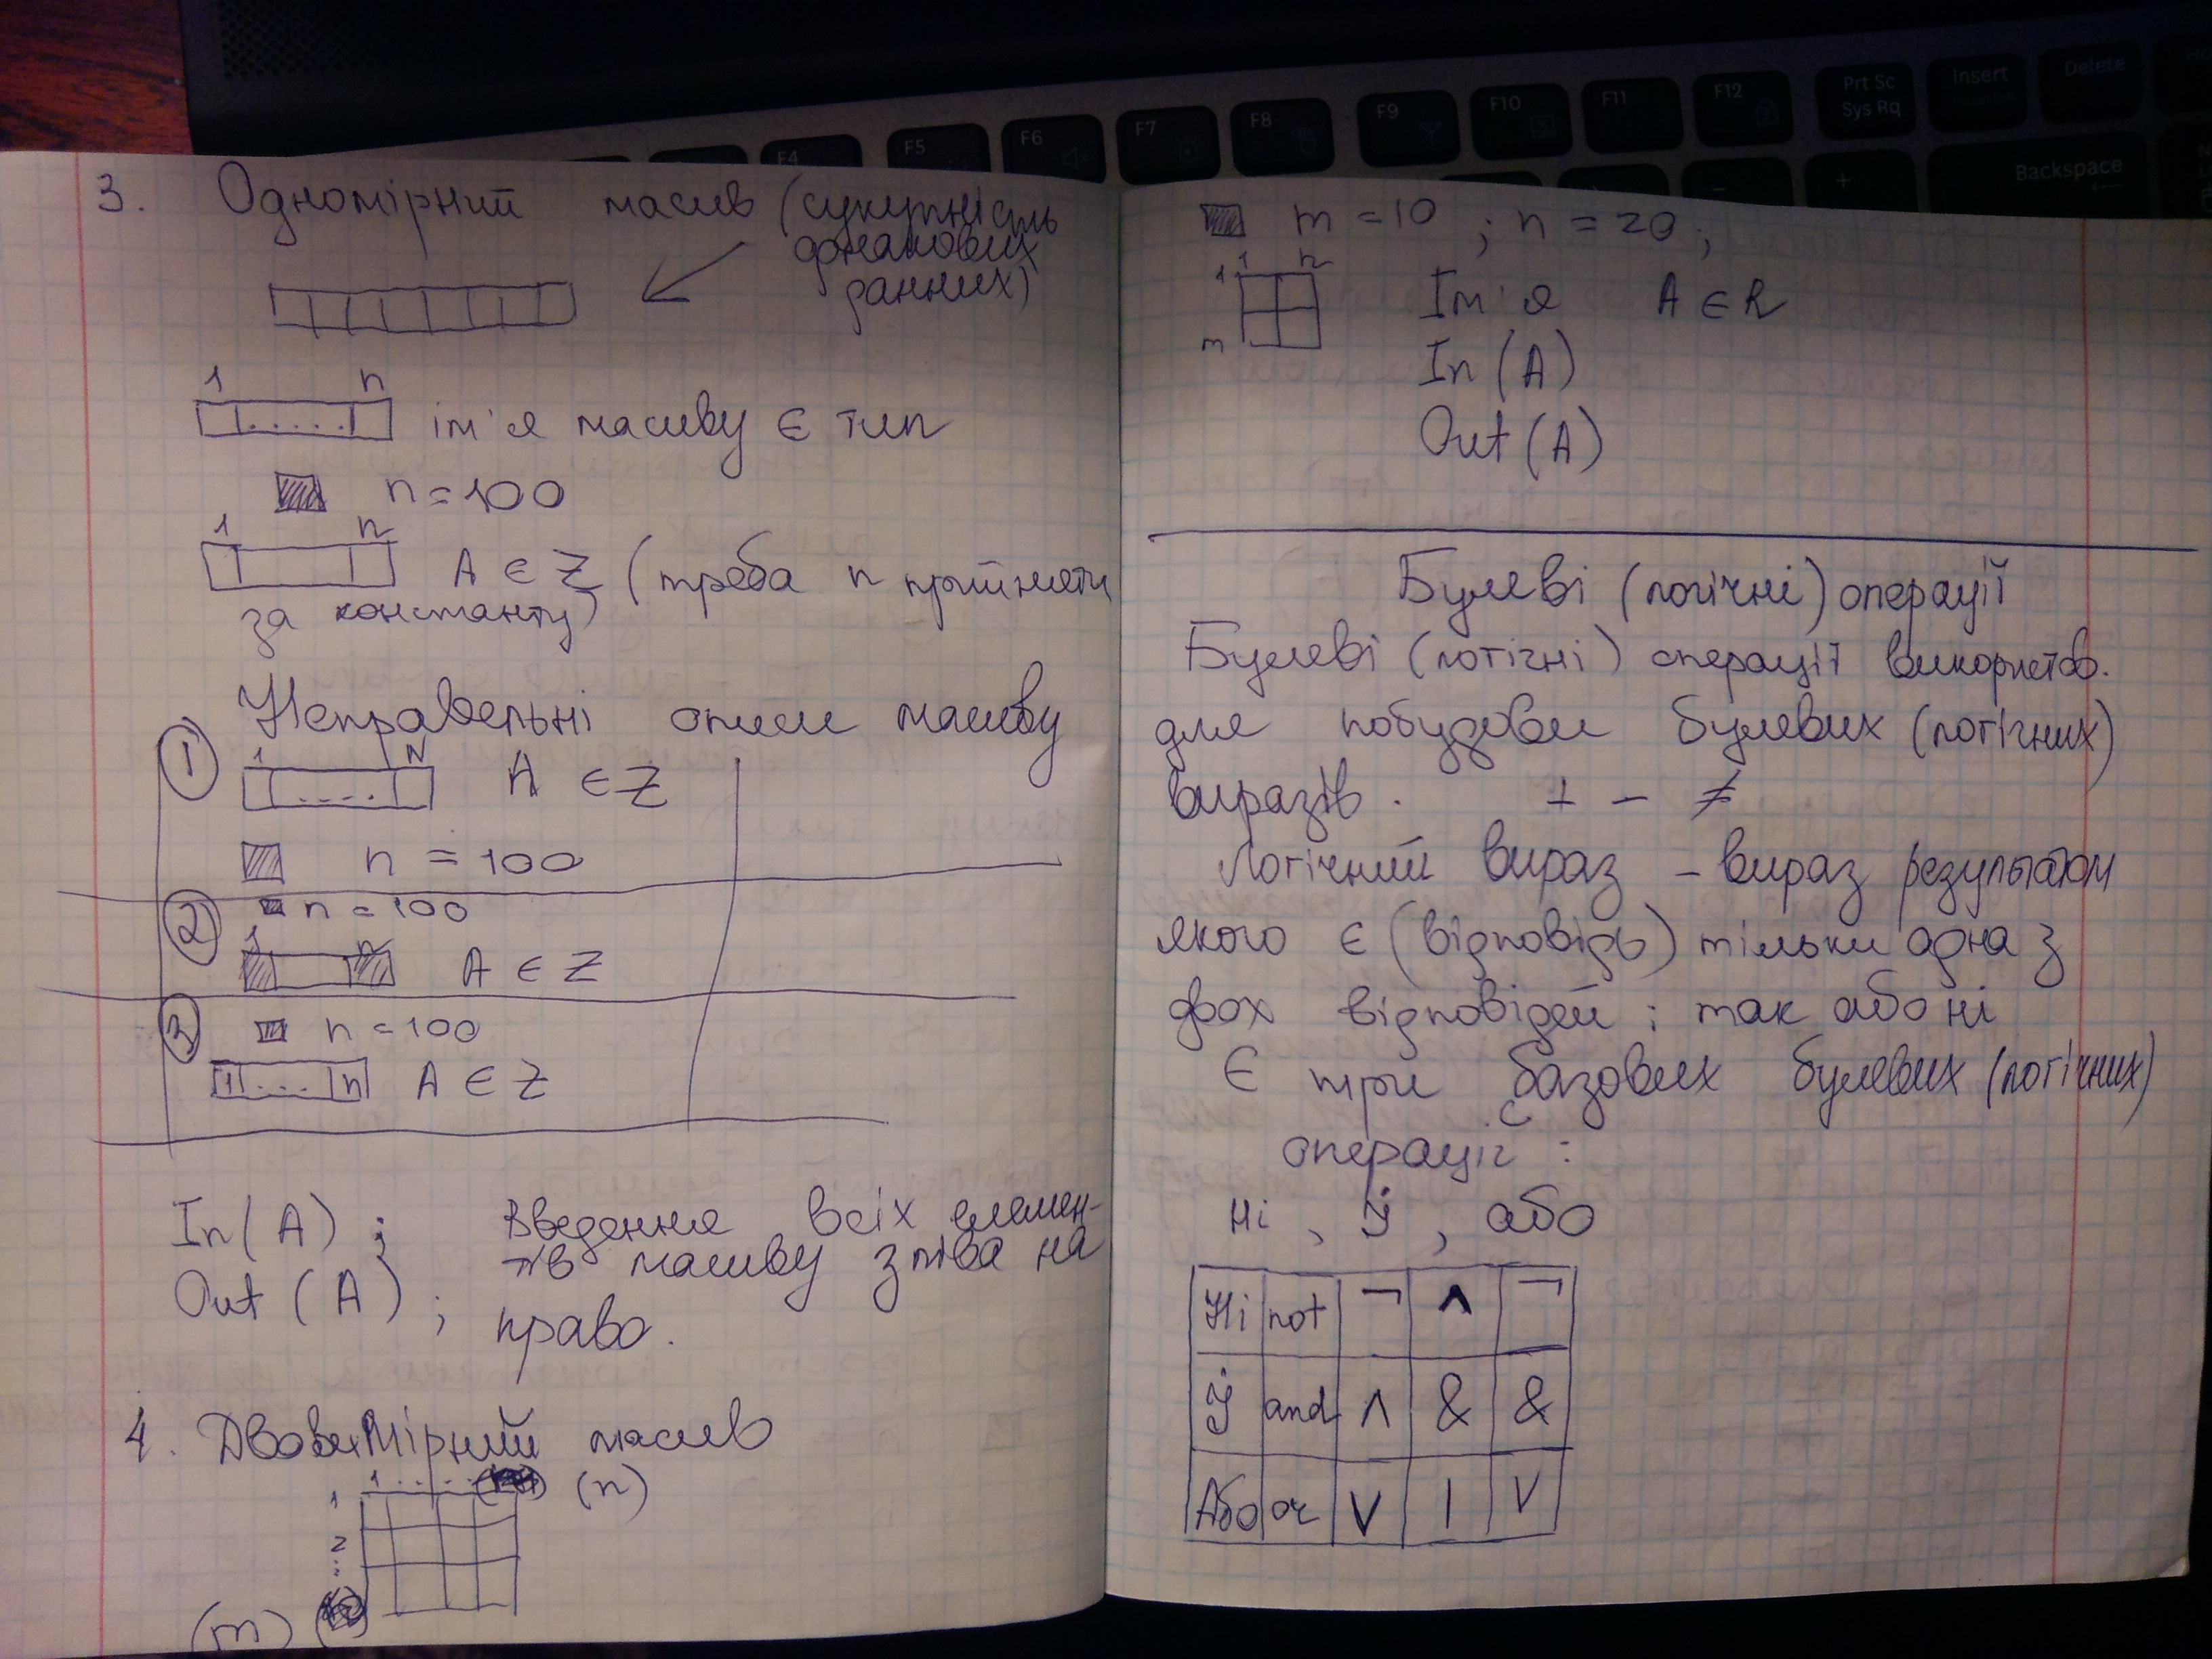 F4 F5 F6 F7 F8 F9 F10 F11 F12 Prt Sc Sys Rq Insert Delete
Backspace
3. Одномірний масив (сукупність
однакових
данних)
1 n
..... ім'я масиву Є тип
n = 100
1 n
A Є Z (треба n прийняти
за константу)
Неправельні описи масиву
1 1 N
.... A Є Z
n = 100
2 n = 100
1 n
A Є Z
3 n = 100
1 ... n A Є Z
In (A) ; Введення всіх елемен-
тів масиву зліва на
Out (A) ; право.
4. Двовимірний масив
1 .... (n)
1
2
...
(m)
m = 10 ; n = 20 ;
1 n
1 Ім'я A Є R
m In (A)
Out (A)
Булеві (логічні) операції
Булеві (логічні) операції використов.
для побудови булевих (логічних)
виразів. + - ≠
Логічний вираз - вираз результатом
якого є (відповідь) тільки одна з
двох відповідей : так або ні
Є три базових булевих (логічних)
операції :
Ні , Й , або
Ні not ¬ ^ ¬
Й and ∧ & &
Або or ∨ | ∨